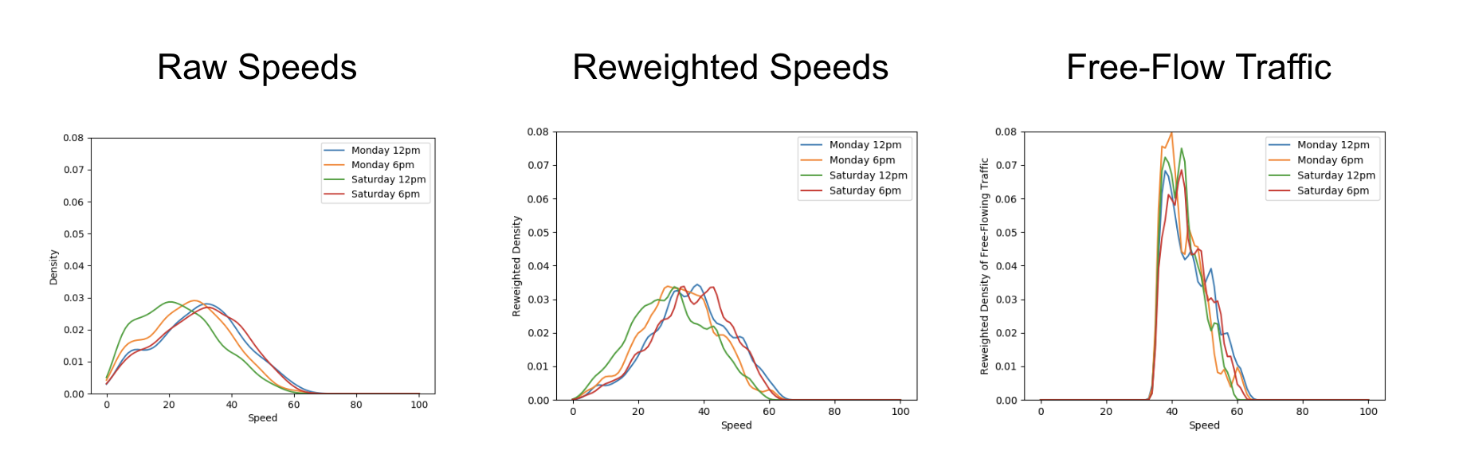 Raw Speeds
0.08
0.07
0.06
0.05
0.04
0.03
0.02
0.01
0.00
Density
0 20 40 60 80 100
Speed
Monday 12pm
Monday 6pm
Saturday 12pm
Saturday 6pm
Reweighted Speeds
0.08
0.07
0.06
0.05
0.04
0.03
0.02
0.01
0.00
Reweighted Density
0 20 40 60 80 100
Speed
Monday 12pm
Monday 6pm
Saturday 12pm
Saturday 6pm
Free-Flow Traffic
0.08
0.07
0.06
0.05
0.04
0.03
0.02
0.01
0.00
Reweighted Density of Free-Flowing Traffic
0 20 40 60 80 100
Speed
Monday 12pm
Monday 6pm
Saturday 12pm
Saturday 6pm